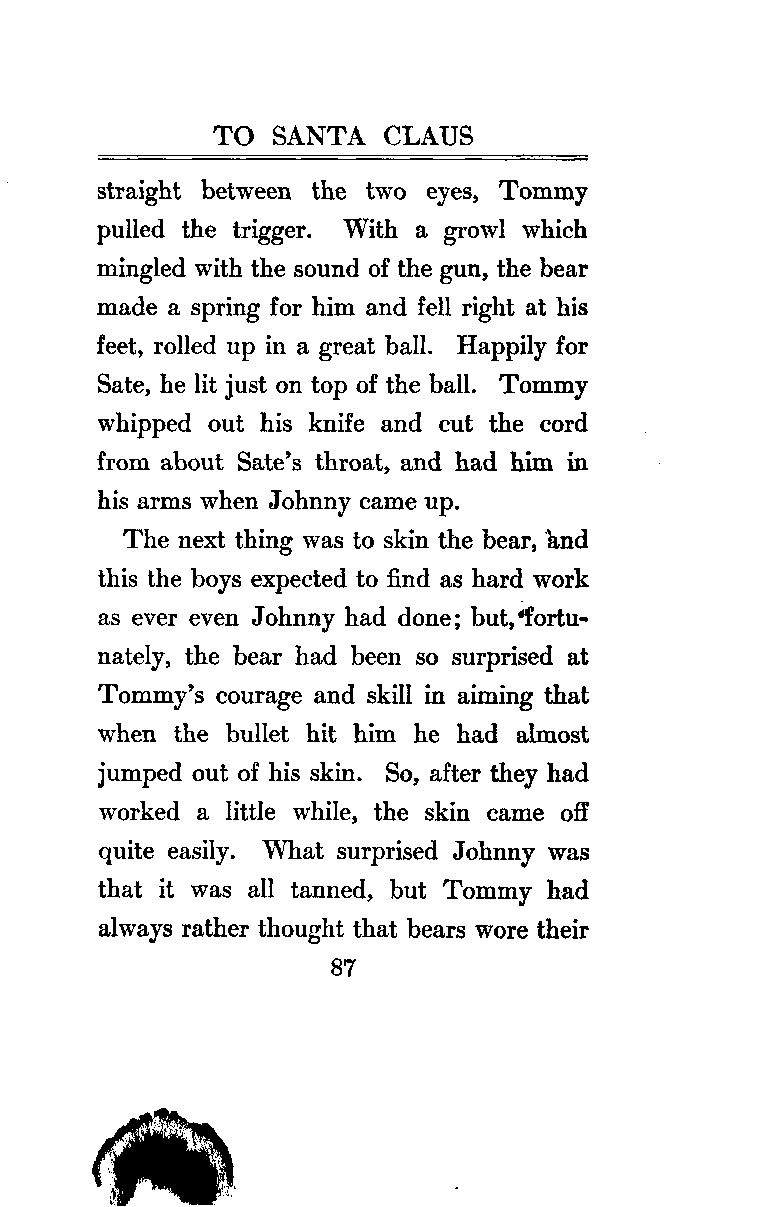 TO SANTA CLAUS
straight between the two eyes, Tommy
pulled the trigger. With a growl which
mingled with the sound of the gun, the bear
made a spring for him and fell right at his
feet, rolled up in a great ball. Happily for
Sate, he lit just on top of the ball. Tommy
whipped out his knife and cut the cord
from about Sate's throat, and had him in
his arms when Johnny came up.
The next thing was to skin the bear, and
this the boys expected to find as hard work
as ever even Johnny had done; but, fortu-
nately, the bear had been so surprised at
Tommy's courage and skill in aiming that
when the bullet hit him he had almost
jumped out of his skin. So, after they had
worked a little while, the skin came off
quite easily. What surprised Johnny was
that it was all tanned, but Tommy had
always rather thought that bears wore their
87